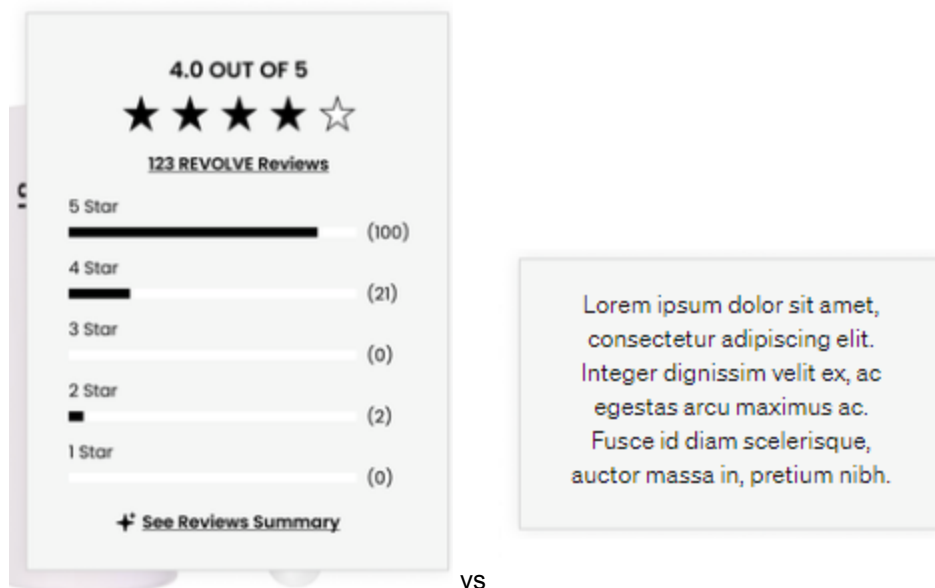 4.0 OUT OF 5
123 REVOLVE Reviews
5 Star
(100)
4 Star
(21)
3 Star
(0)
2 Star
(2)
1 Star
(0)
See Reviews Summary
vs
Lorem ipsum dolor sit amet,
consectetur adipiscing elit.
Integer dignissim velit ex, ac
egestas arcu maximus ac.
Fusce id diam scelerisque,
auctor massa in, pretium nibh.